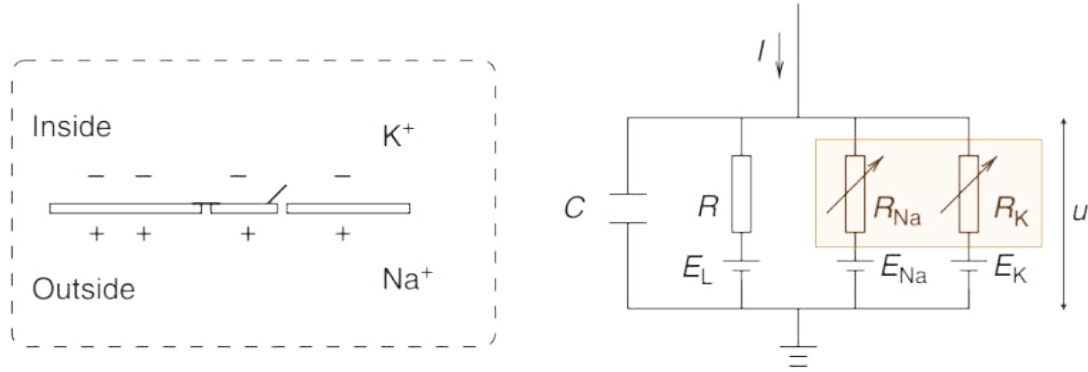 Inside
K⁺
− − − −
+ + + +
Outside
Na⁺
I
C
R
R_Na
R_K
u
E_L
E_Na
E_K